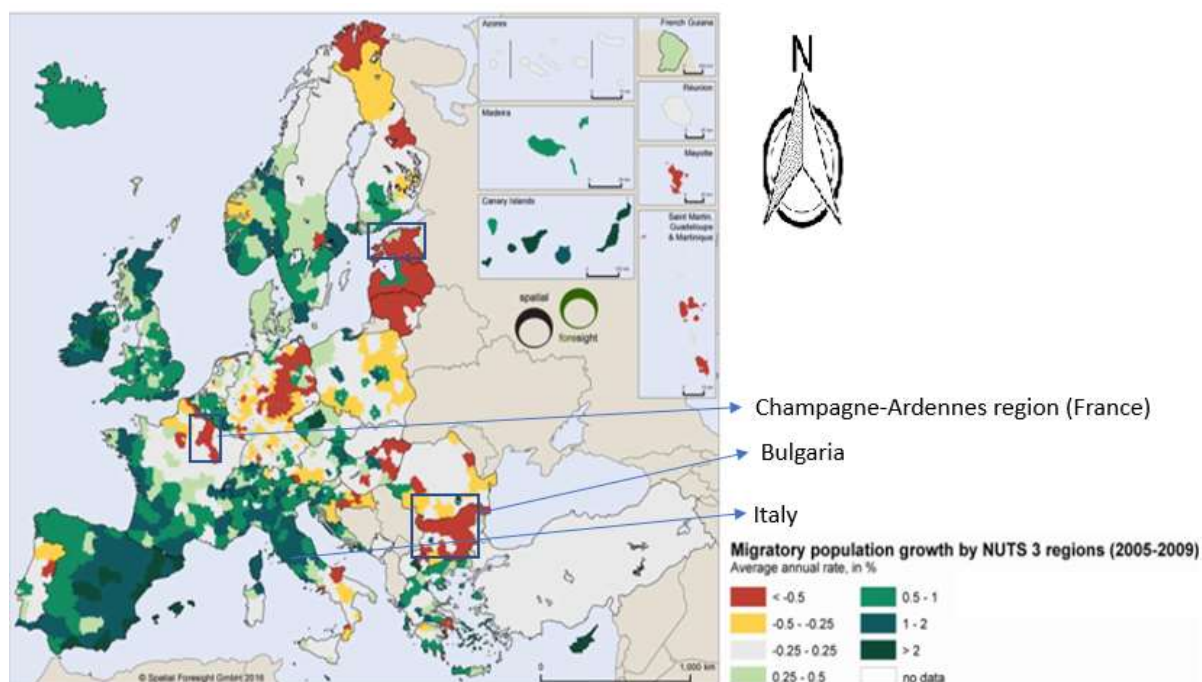 Azores
French Guiana
Réunion
Madeira
Mayotte
Canary Islands
Saint Martin,
Guadeloupe
& Martinique
N
spatial
foresight
Champagne-Ardennes region (France)
Bulgaria
Italy
Migratory population growth by NUTS 3 regions (2005-2009)
Average annual rate, in %
< -0.5
0.5 - 1
-0.5 - -0.25
1 - 2
-0.25 - 0.25
> 2
0.25 - 0.5
no data
0
1,000 km
© Spatial Foresight GmbH 2016